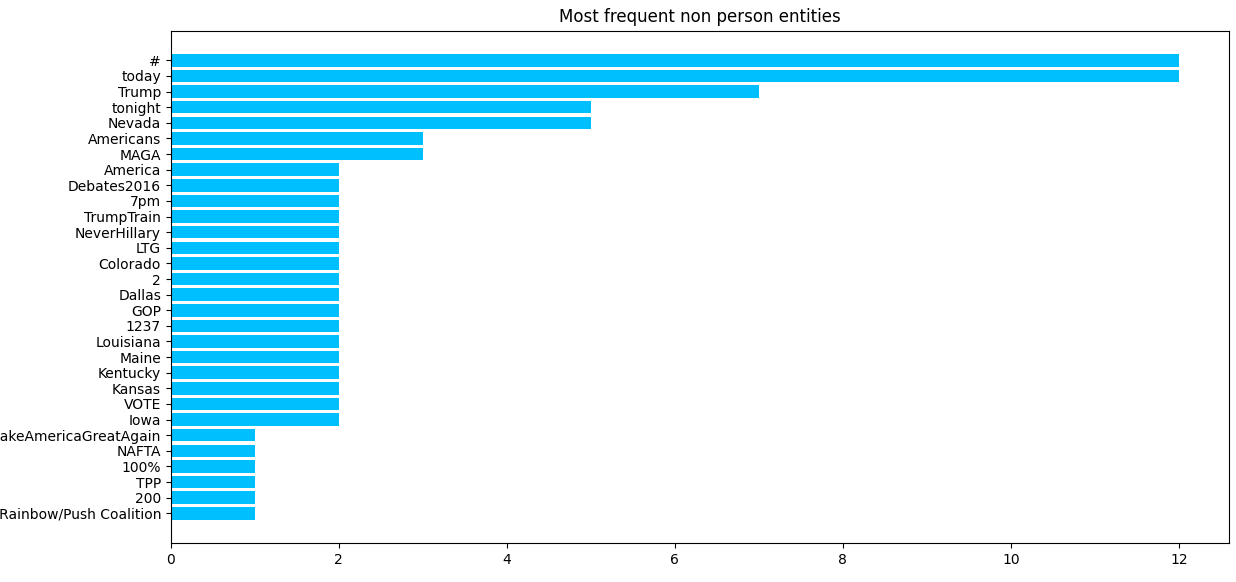 Most frequent non person entities
#
today
Trump
tonight
Nevada
Americans
MAGA
America
Debates2016
7pm
TrumpTrain
NeverHillary
LTG
Colorado
2
Dallas
GOP
1237
Louisiana
Maine
Kentucky
Kansas
VOTE
Iowa
akeAmericaGreatAgain
NAFTA
100%
TPP
200
Rainbow/Push Coalition
0 2 4 6 8 10 12